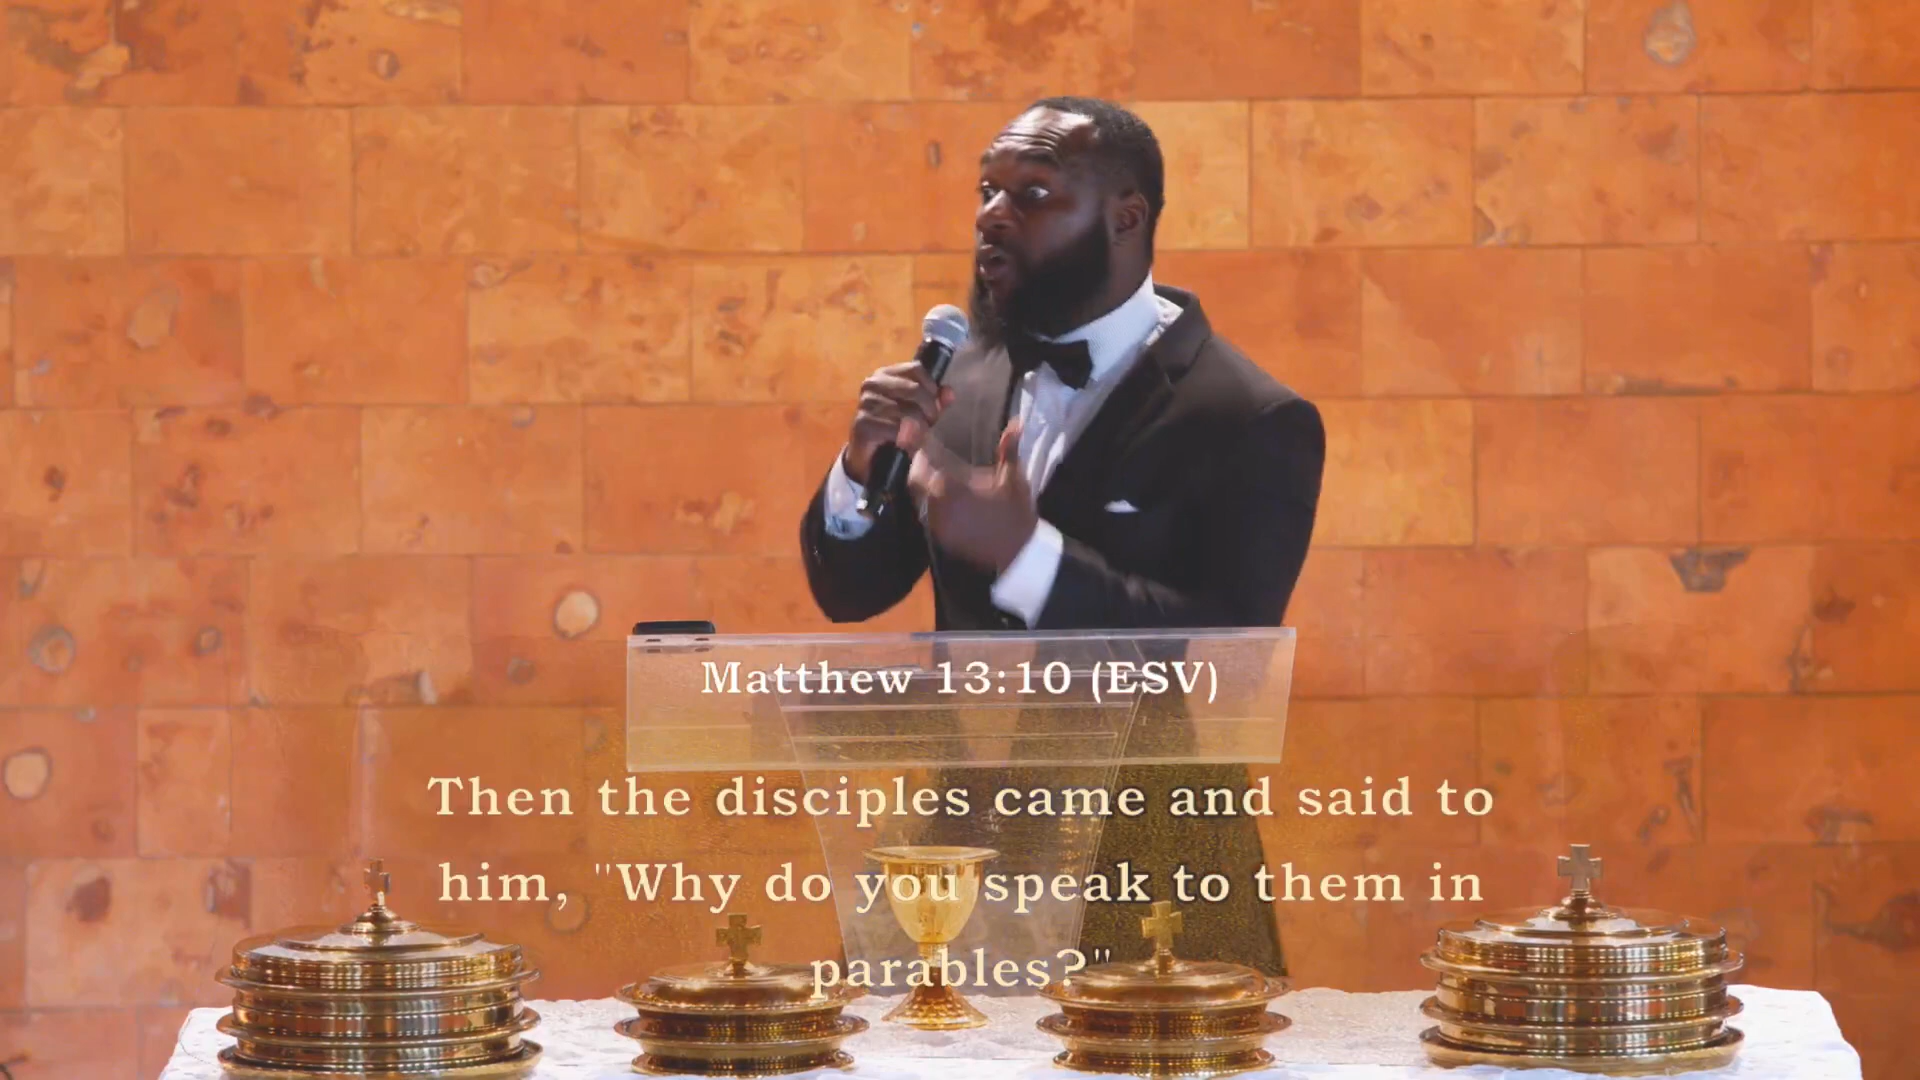 Matthew 13:10 (ESV)
Then the disciples came and said to
him, "Why do you speak to them in
parables?"